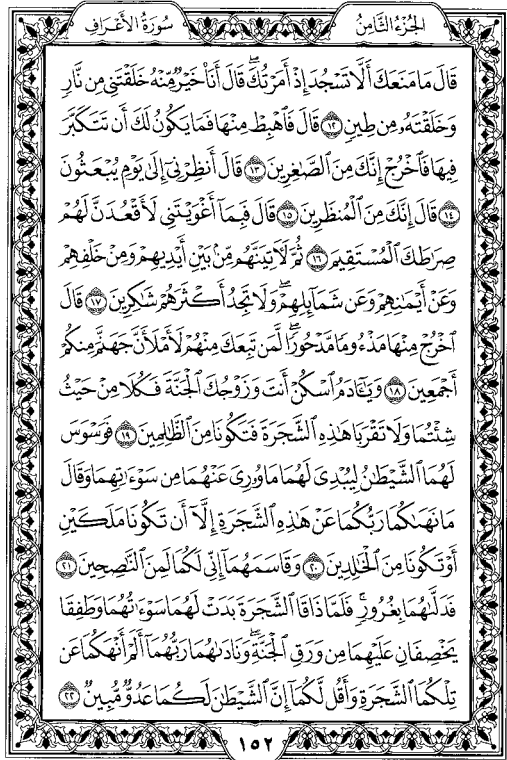 سُورَةُ الأَعْرَافِ الجُزْءُ الثَّامِنُ
قَالَ مَا مَنَعَكَ أَلَّا تَسْجُدَ إِذْ أَمَرْتُكَ ۖ قَالَ أَنَا۠ خَيْرٌ مِّنْهُ خَلَقْتَنِي مِن نَّارٍ
وَخَلَقْتَهُۥ مِن طِينٍ ١٢ قَالَ فَٱهْبِطْ مِنْهَا فَمَا يَكُونُ لَكَ أَن تَتَكَبَّرَ
فِيهَا فَٱخْرُجْ إِنَّكَ مِنَ ٱلصَّٰغِرِينَ ١٣ قَالَ أَنظِرْنِىٓ إِلَىٰ يَوْمِ يُبْعَثُونَ
١٤ قَالَ إِنَّكَ مِنَ ٱلْمُنظَرِينَ ١٥ قَالَ فَبِمَآ أَغْوَيْتَنِى لَأَقْعُدَنَّ لَهُمْ
صِرَٰطَكَ ٱلْمُسْتَقِيمَ ١٦ ثُمَّ لَءَاتِيَنَّهُم مِّنۢ بَيْنِ أَيْدِيهِمْ وَمِنْ خَلْفِهِمْ
وَعَنْ أَيْمَٰنِهِمْ وَعَن شَمَآئِلِهِمْ ۖ وَلَا تَجِدُ أَكْثَرَهُمْ شَٰكِرِينَ ١٧ قَالَ
ٱخْرُجْ مِنْهَا مَذْءُومًا مَّدْحُورًا ۖ لَّمَن تَبِعَكَ مِنْهُمْ لَأَمْلَأَنَّ جَهَنَّمَ مِنكُمْ
أَجْمَعِينَ ١٨ وَيَٰٓـَٔادَمُ ٱسْكُنْ أَنتَ وَزَوْجُكَ ٱلْجَنَّةَ فَكُلَا مِنْ حَيْثُ
شِئْتُمَا وَلَا تَقْرَبَا هَٰذِهِ ٱلشَّجَرَةَ فَتَكُونَا مِنَ ٱلظَّٰلِمِينَ ١٩ فَوَسْوَسَ
لَهُمَا ٱلشَّيْطَٰنُ لِيُبْدِىَ لَهُمَا مَا وُۥرِىَ عَنْهُمَا مِن سَوْءَٰتِهِمَا وَقَالَ
مَا نَهَىٰكُمَا رَبُّكُمَا عَنْ هَٰذِهِ ٱلشَّجَرَةِ إِلَّآ أَن تَكُونَا مَلَكَيْنِ
أَوْ تَكُونَا مِنَ ٱلْخَٰلِدِينَ ٢٠ وَقَاسَمَهُمَآ إِنِّى لَكُمَا لَمِنَ ٱلنَّٰصِحِينَ ٢١
فَدَلَّىٰهُمَا بِغُرُورٍ ۚ فَلَمَّا ذَاقَا ٱلشَّجَرَةَ بَدَتْ لَهُمَا سَوْءَٰتُهُمَا وَطَفِقَا
يَخْصِفَانِ عَلَيْهِمَا مِن وَرَقِ ٱلْجَنَّةِ ۖ وَنَادَىٰهُمَا رَبُّهُمَآ أَلَمْ أَنْهَكُمَا عَن
تِلْكُمَا ٱلشَّجَرَةِ وَأَقُل لَّكُمَآ إِنَّ ٱلشَّيْطَٰنَ لَكُمَا عَدُوٌّ مُّبِينٌ ٢٢
١٥٢